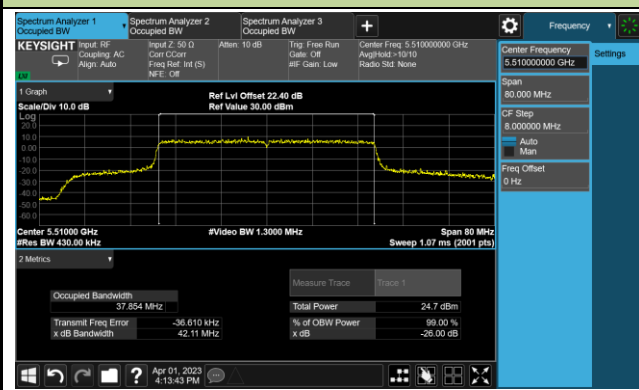 Spectrum Analyzer 1
Occupied BW
Spectrum Analyzer 2
Occupied BW
Spectrum Analyzer 3
Occupied BW
+
Frequency
KEYSIGHT
Input: RF
Coupling: AC
Align: Auto
Input Z: 50 Ω
Corr CCorr
Freq Ref: Int (S)
NFE: Off
Atten: 10 dB
Trig: Free Run
Gate: Off
#IF Gain: Low
Center Freq: 5.510000000 GHz
Avg|Hold:>10/10
Radio Std: None
LW
Center Frequency
5.510000000 GHz
Settings
Span
80.000 MHz
CF Step
8.000000 MHz
Auto
Man
Freq Offset
0 Hz
1 Graph
Scale/Div 10.0 dB
Ref Lvl Offset 22.40 dB
Ref Value 30.00 dBm
Log
20.0
10.0
0.00
-10.0
-20.0
-30.0
-40.0
-50.0
-60.0
Center 5.51000 GHz
#Res BW 430.00 kHz
#Video BW 1.3000 MHz
Span 80 MHz
Sweep 1.07 ms (2001 pts)
2 Metrics
Measure Trace
Trace 1
Occupied Bandwidth
37.854 MHz
Total Power
24.7 dBm
Transmit Freq Error
-36.610 kHz
% of OBW Power
99.00 %
x dB Bandwidth
42.11 MHz
x dB
-26.00 dB
?
Apr 01, 2023
4:13:43 PM